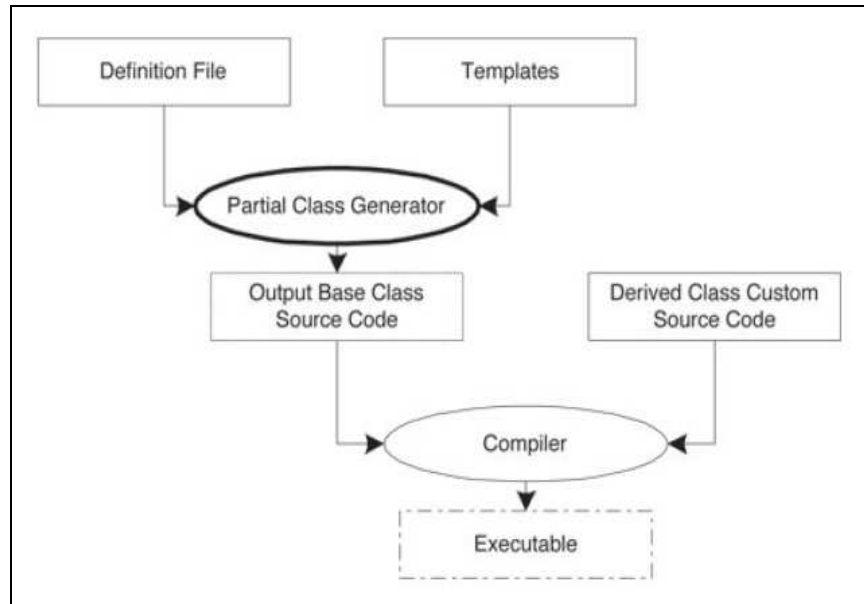 Definition File
Templates
Partial Class Generator
Output Base Class
Source Code
Derived Class Custom
Source Code
Compiler
Executable